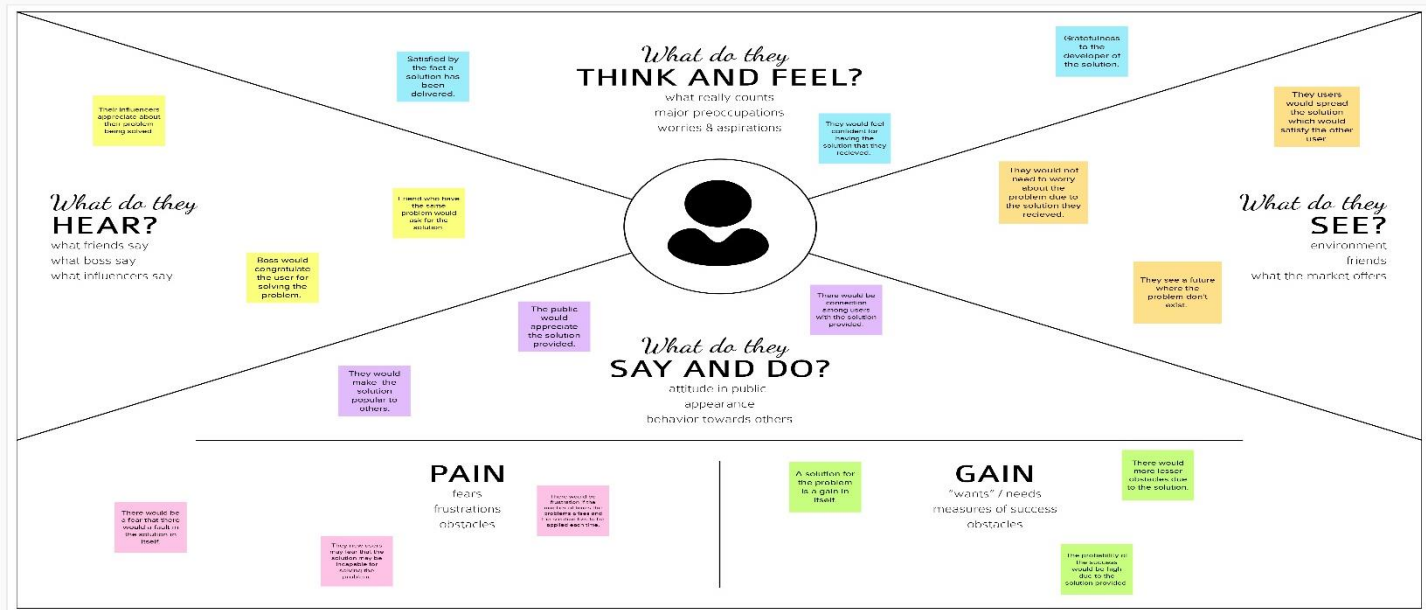 What do they
THINK AND FEEL?
what really counts
major preoccupations
worries & aspirations
Satisfied by
the fact a
solution has
been
delivered.
Gratefulness
to the
developer of
the solution.
They would feel
confident for
having the
solution that they
recieved.
What do they
HEAR?
what friends say
what boss say
what influencers say
Their influencers
appreciate about
their problem
being solved
Friend who have
the same
problem would
ask for the
solution
Boss would
congratulate
the user for
solving the
problem.
What do they
SEE?
environment
friends
what the market offers
They users
would spread
the solution
which would
satisfy the other
user
They would not
need to worry
about the
problem due to
the solution they
recieved.
They see a future
where the
problem don't
exist.
What do they
SAY AND DO?
attitude in public
appearance
behavior towards others
The public
would
appreciate
the solution
provided.
There would be
connection
among users
with the solution
provided.
They would
make the
solution
popular to
others.
PAIN
fears
frustrations
obstacles
There would be
a fear that there
would a fault in
the solution in
itself.
They new users
may fear that the
solution may be
incapable for
solving the
problem
There would be
frustration if the
applied each time.
GAIN
"wants" / needs
measures of success
obstacles
A solution for
the problem
is a gain in
itself.
There would
more lesser
obstacles due
to the solution.
The probability of
the success
would be high
due to the
solution provided